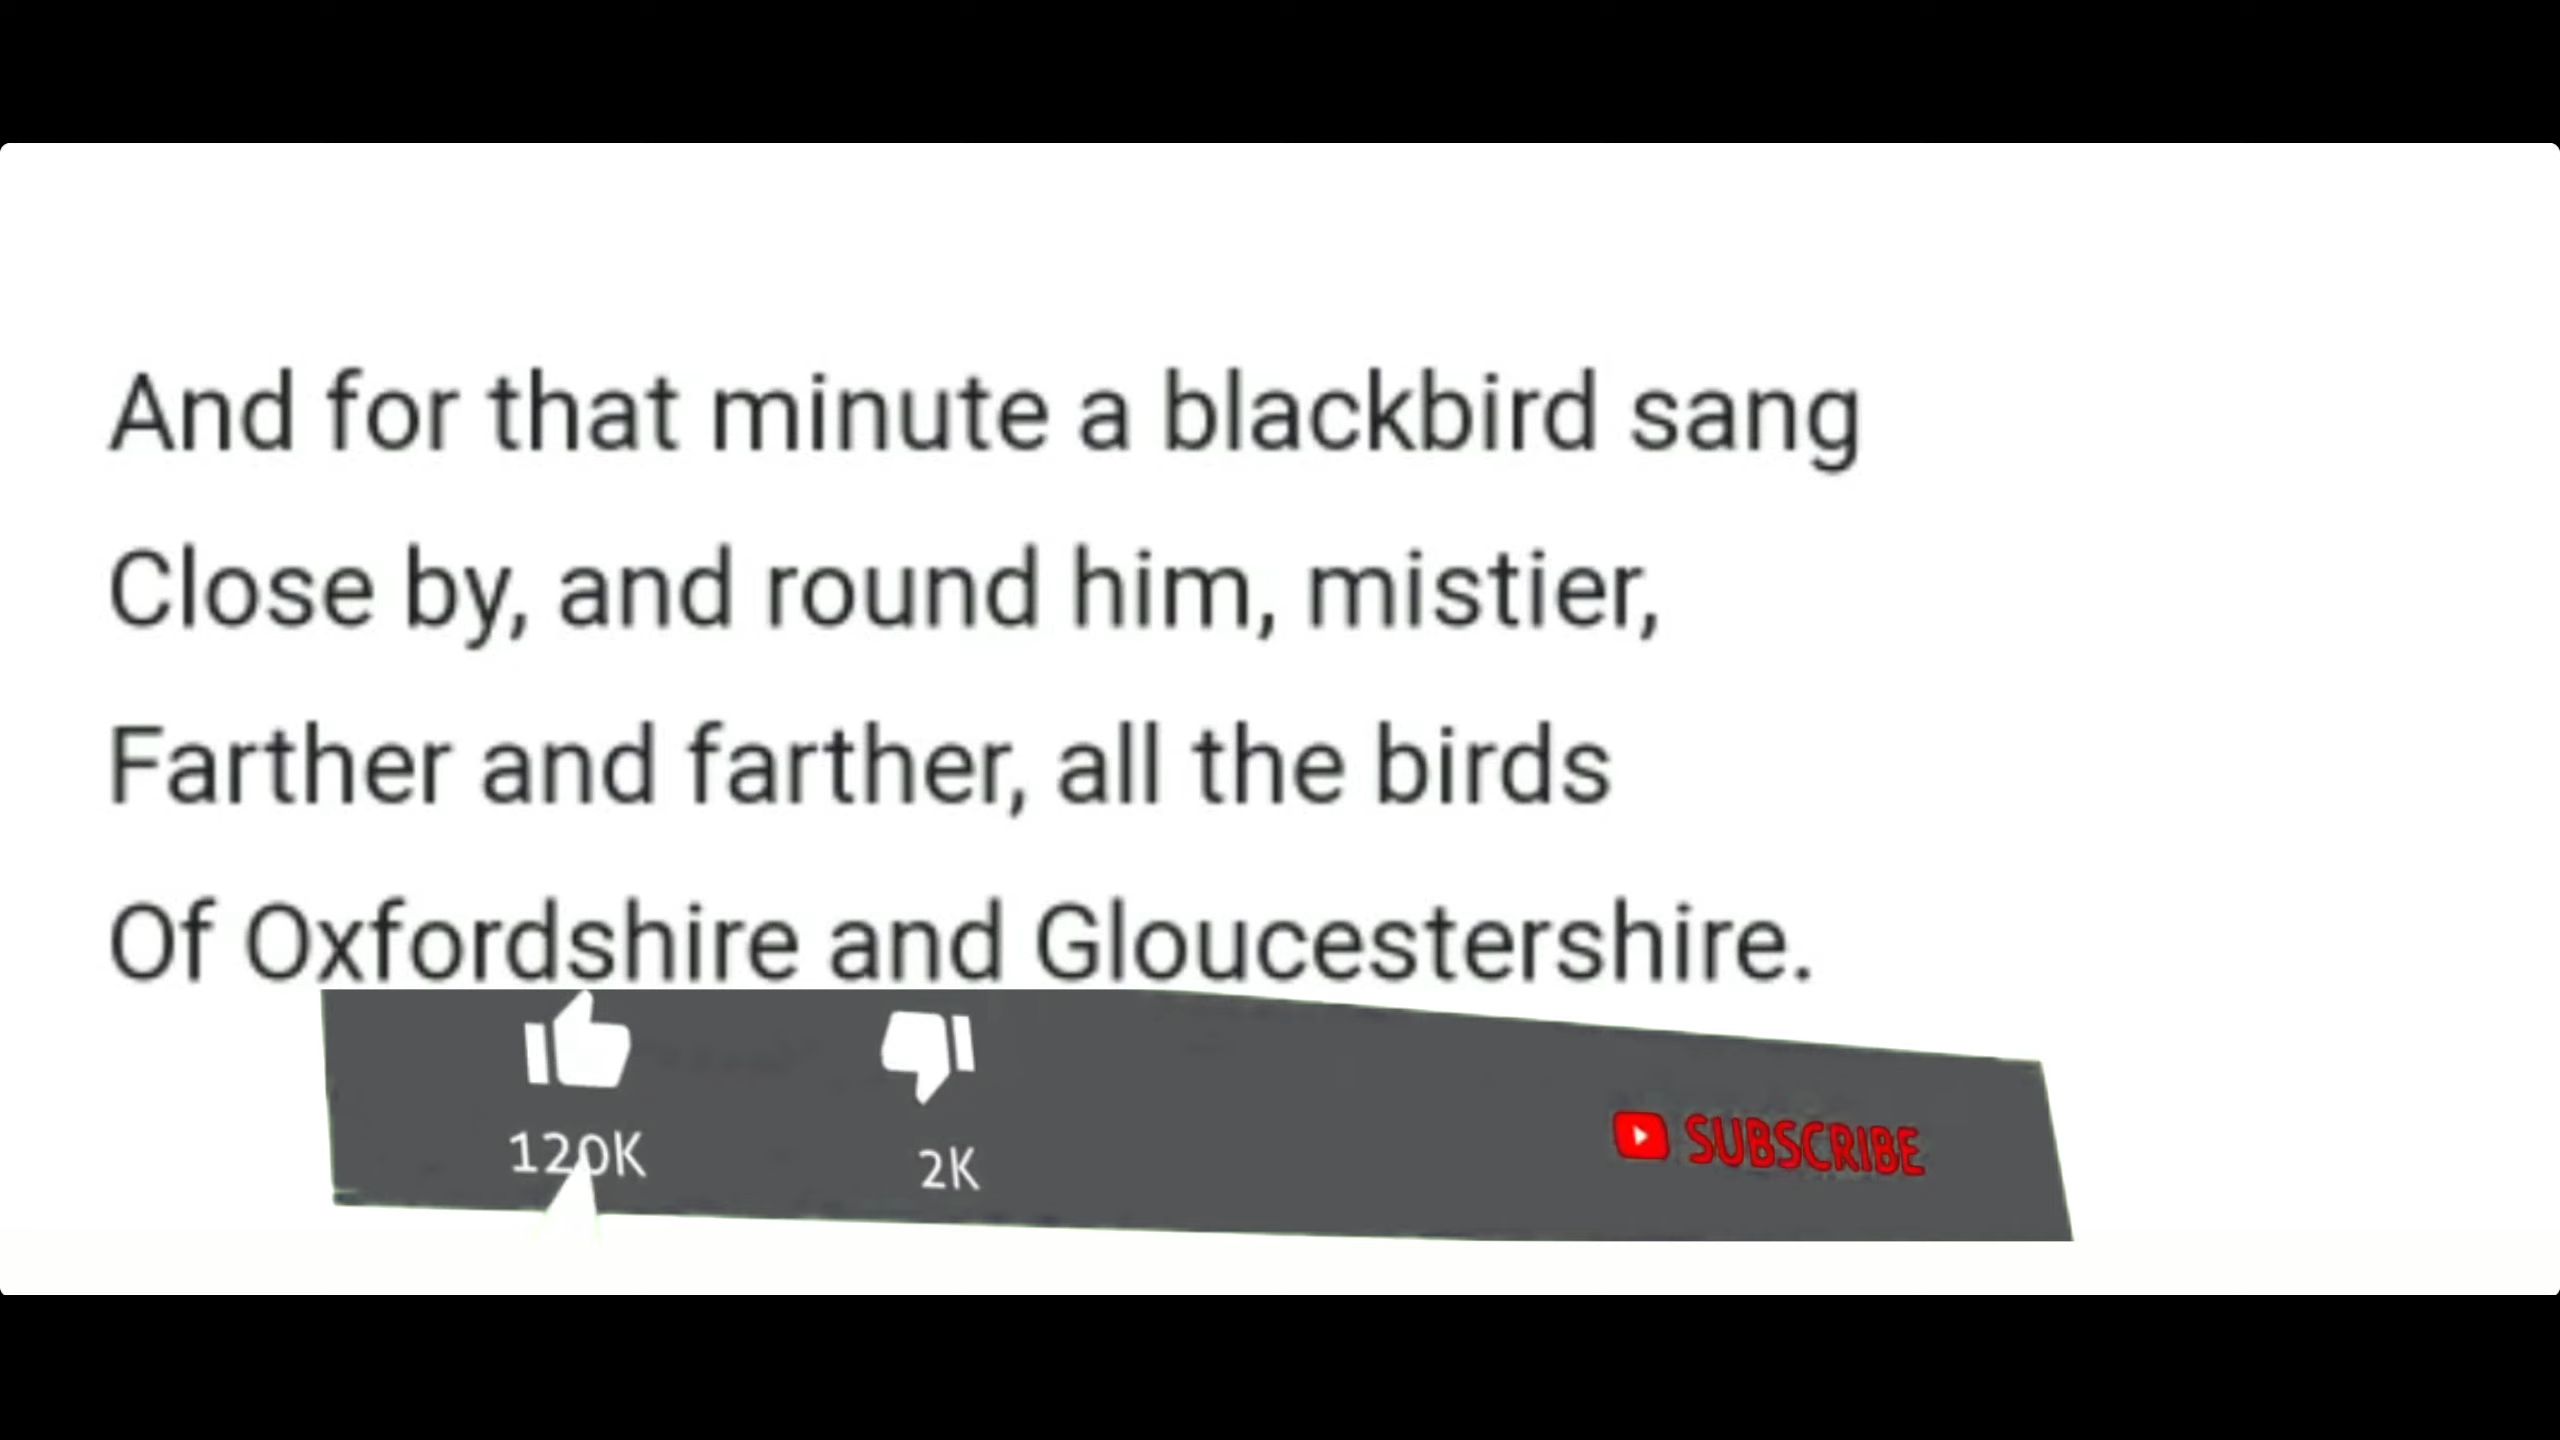 And for that minute a blackbird sang
Close by, and round him, mistier,
Farther and farther, all the birds
Of Oxfordshire and Gloucestershire.
120K
2K
SUBSCRIBE